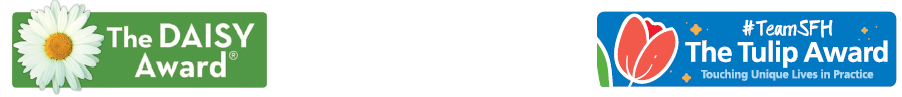 The DAISY
Award®
#TeamSFH
The Tulip Award
Touching Unique Lives in Practice